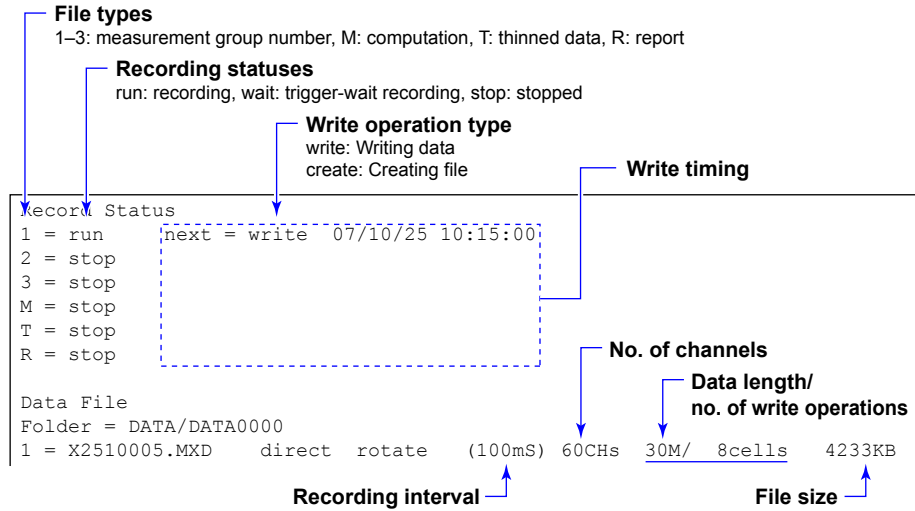 File types
1–3: measurement group number, M: computation, T: thinned data, R: report
Recording statuses
run: recording, wait: trigger-wait recording, stop: stopped
Write operation type
write: Writing data
create: Creating file
Write timing
Record Status
1 = run next = write 07/10/25 10:15:00
2 = stop
3 = stop
M = stop
T = stop
R = stop
No. of channels
Data length/
no. of write operations
Data File
Folder = DATA/DATA0000
1 = X2510005.MXD direct rotate (100mS) 60CHs 30M/ 8cells 4233KB
Recording interval
File size